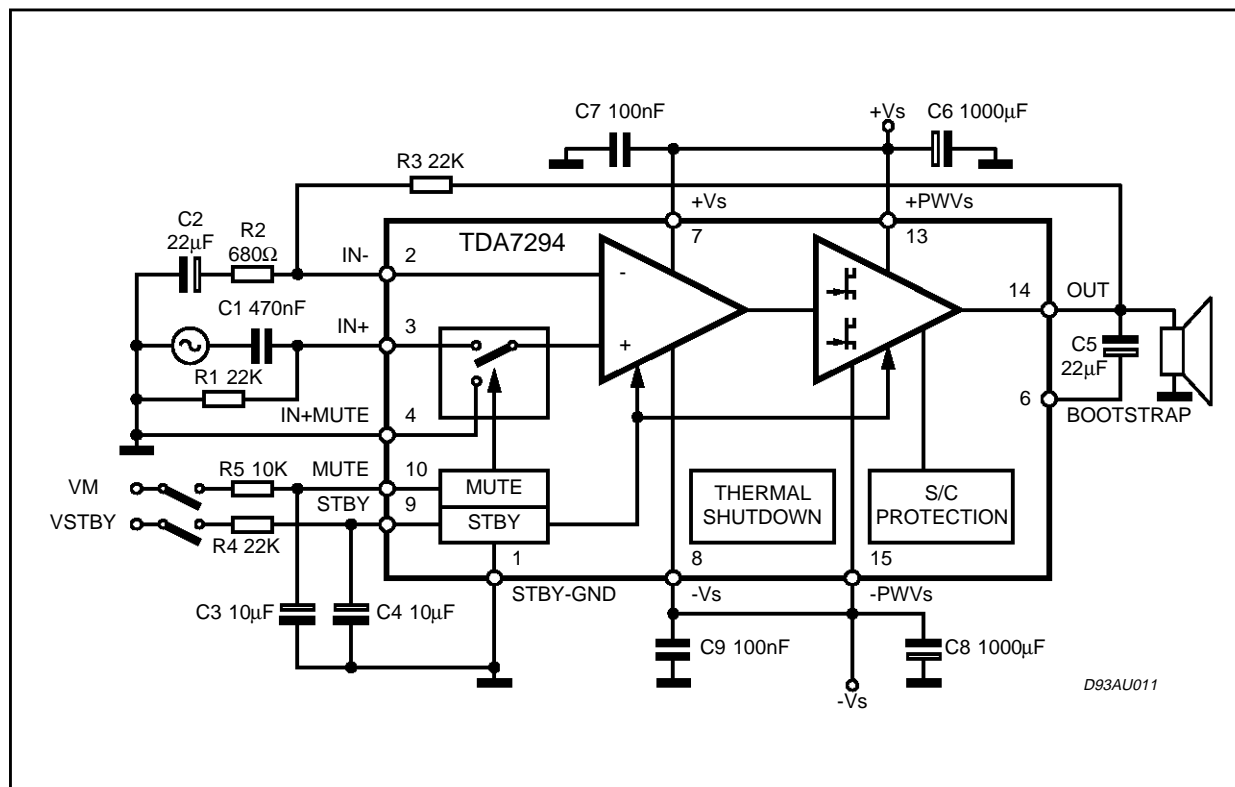 C7 100nF
+Vs
C6 1000µF
R3 22K
+Vs
+PWVs
C2
22µF
R2
680Ω
TDA7294
7
13
IN-
2
-
C1 470nF
IN+
3
14
OUT
+
C5
22µF
R1 22K
6
IN+MUTE
4
BOOTSTRAP
R5 10K
MUTE
10
VM
MUTE
THERMAL
SHUTDOWN
S/C
PROTECTION
STBY
9
VSTBY
STBY
R4 22K
1
8
15
STBY-GND
-Vs
-PWVs
C3 10µF
C4 10µF
C9 100nF
C8 1000µF
D93AU011
-Vs